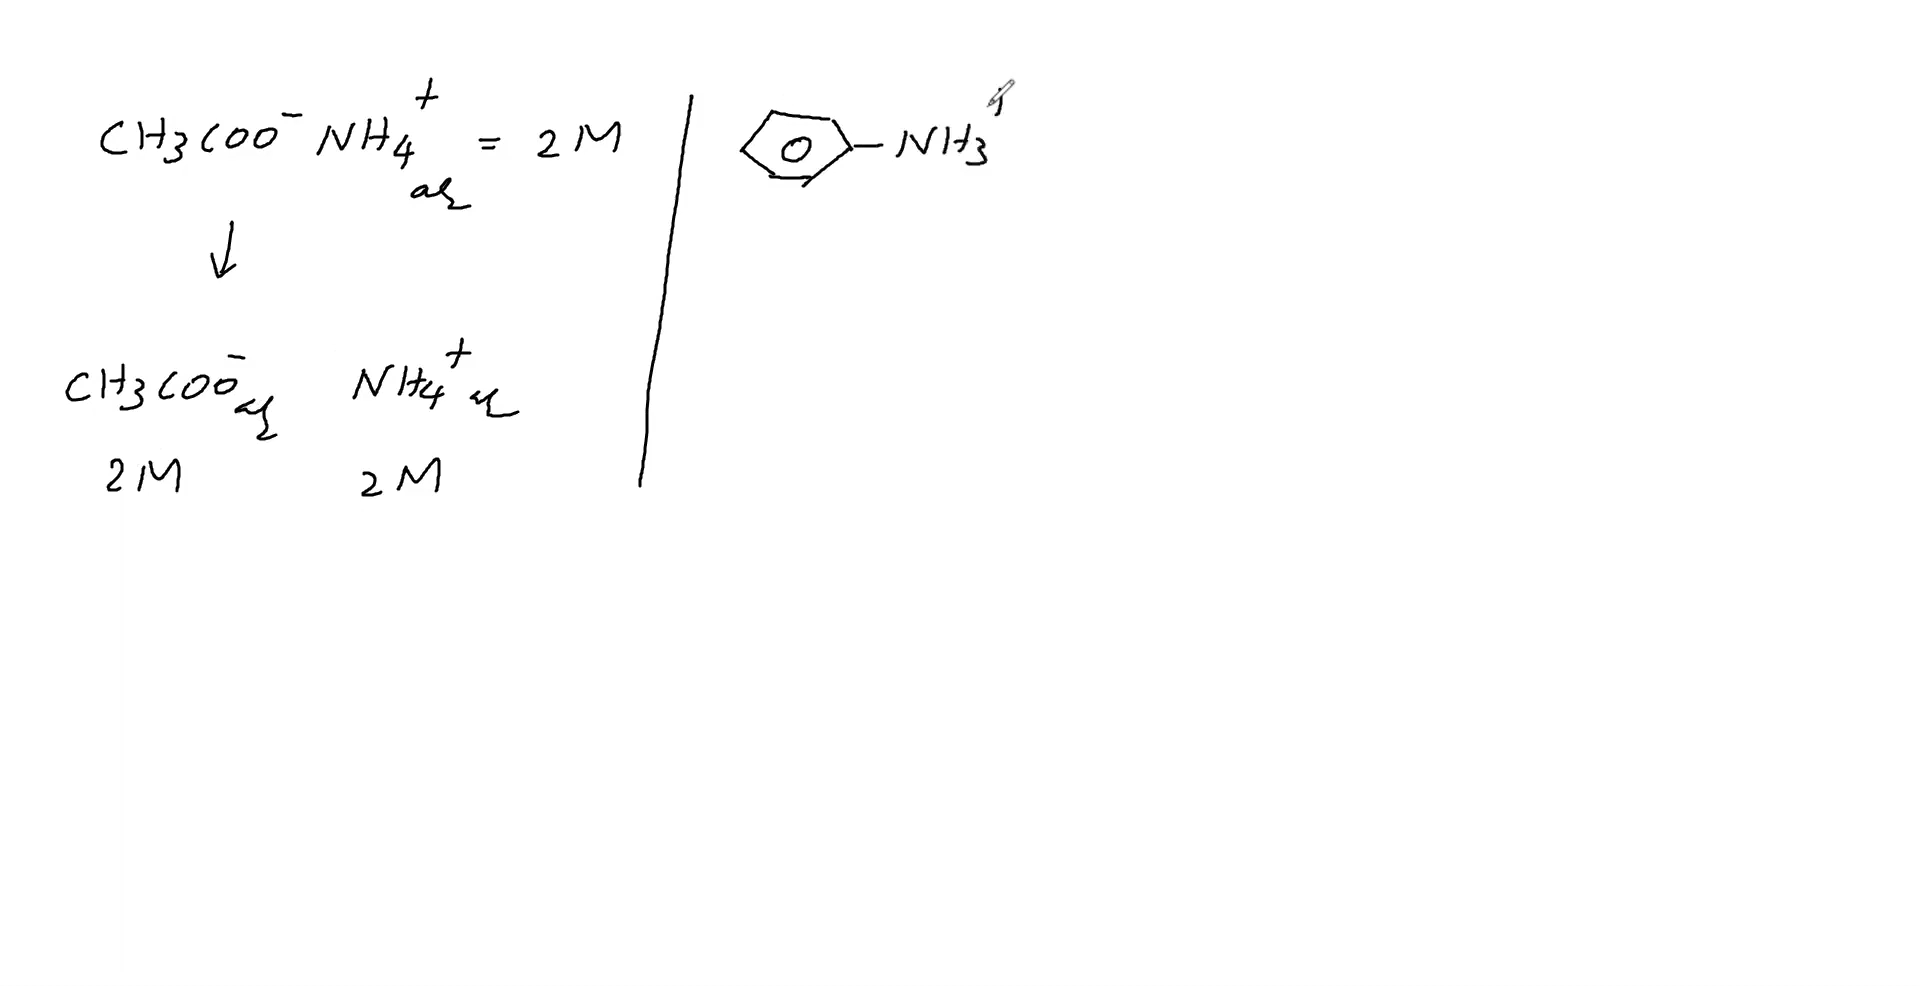 CH3COO⁻ NH4⁺ aq = 2M
CH3COO⁻ aq NH4⁺ aq
2M 2M
-NH3⁺